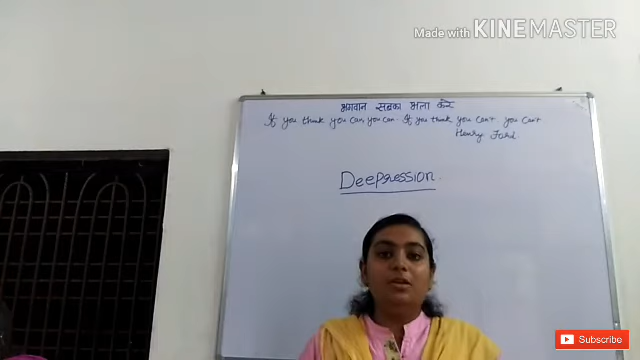 Made with KINEMASTER
भगवान सबका भला करे
If you think you can, you can. If you think you can't you can't
Henry Ford.
Deepression.
Subscribe